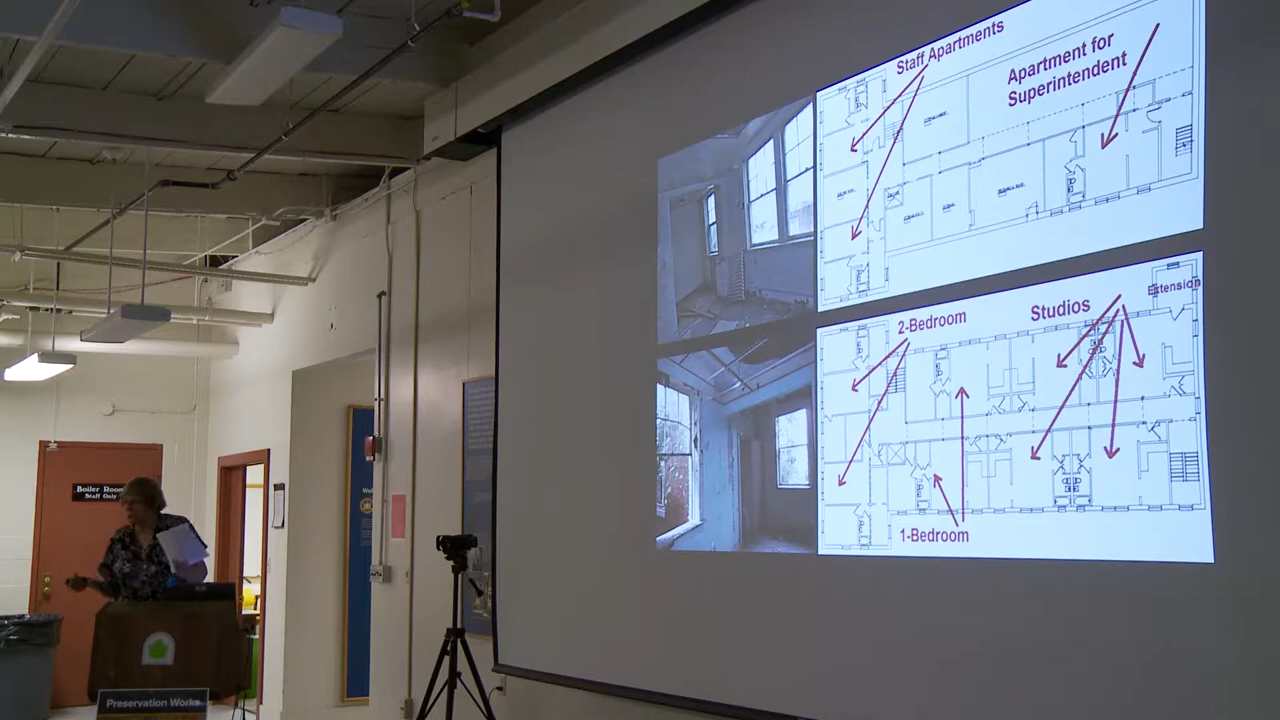 Staff Apartments
Apartment for
Superintendent
Extension
Studios
2-Bedroom
1-Bedroom
Boiler Room
Staff Only
Preservation Works